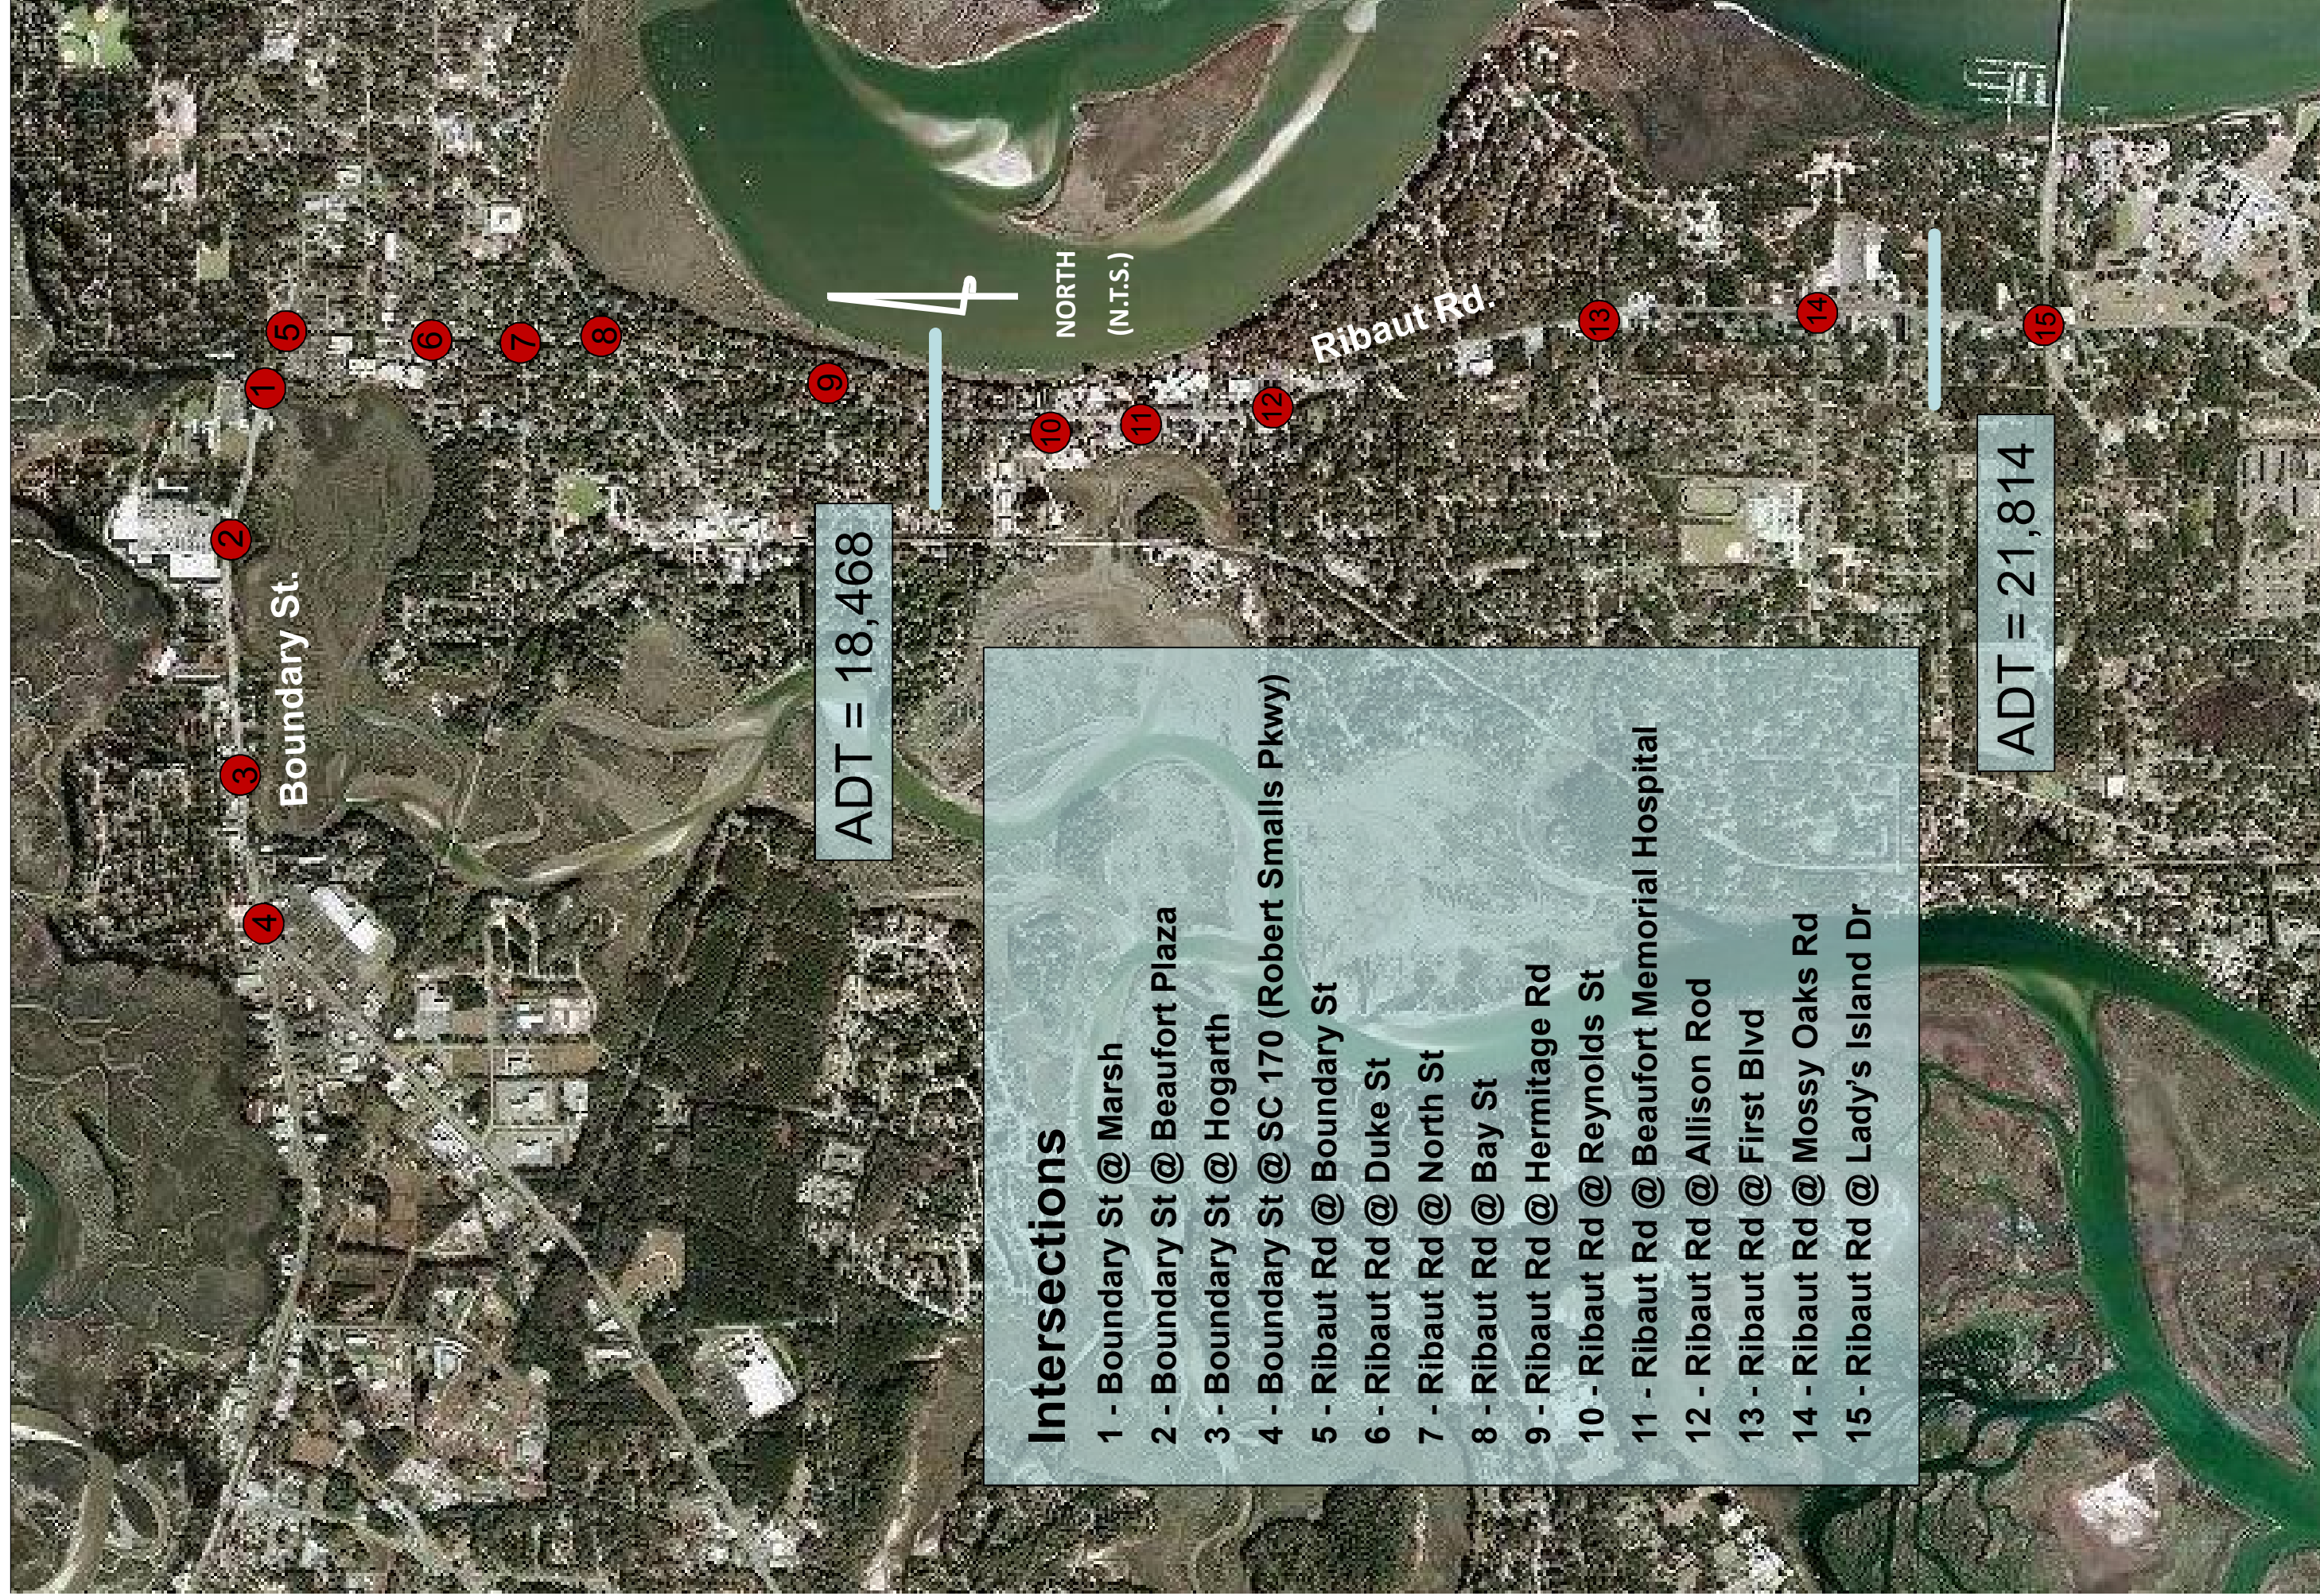 Boundary St.
Ribaut Rd.
NORTH
(N.T.S.)
ADT = 18,468
ADT = 21,814
Intersections
1 - Boundary St @ Marsh
2 - Boundary St @ Beaufort Plaza
3 - Boundary St @ Hogarth
4 - Boundary St @ SC 170 (Robert Smalls Pkwy)
5 - Ribaut Rd @ Boundary St
6 - Ribaut Rd @ Duke St
7 - Ribaut Rd @ North St
8 - Ribaut Rd @ Bay St
9 - Ribaut Rd @ Hermitage Rd
10 - Ribaut Rd @ Reynolds St
11 - Ribaut Rd @ Beaufort Memorial Hospital
12 - Ribaut Rd @ Allison Rod
13 - Ribaut Rd @ First Blvd
14 - Ribaut Rd @ Mossy Oaks Rd
15 - Ribaut Rd @ Lady's Island Dr
1
2
3
4
5
6
7
8
9
10
11
12
13
14
15